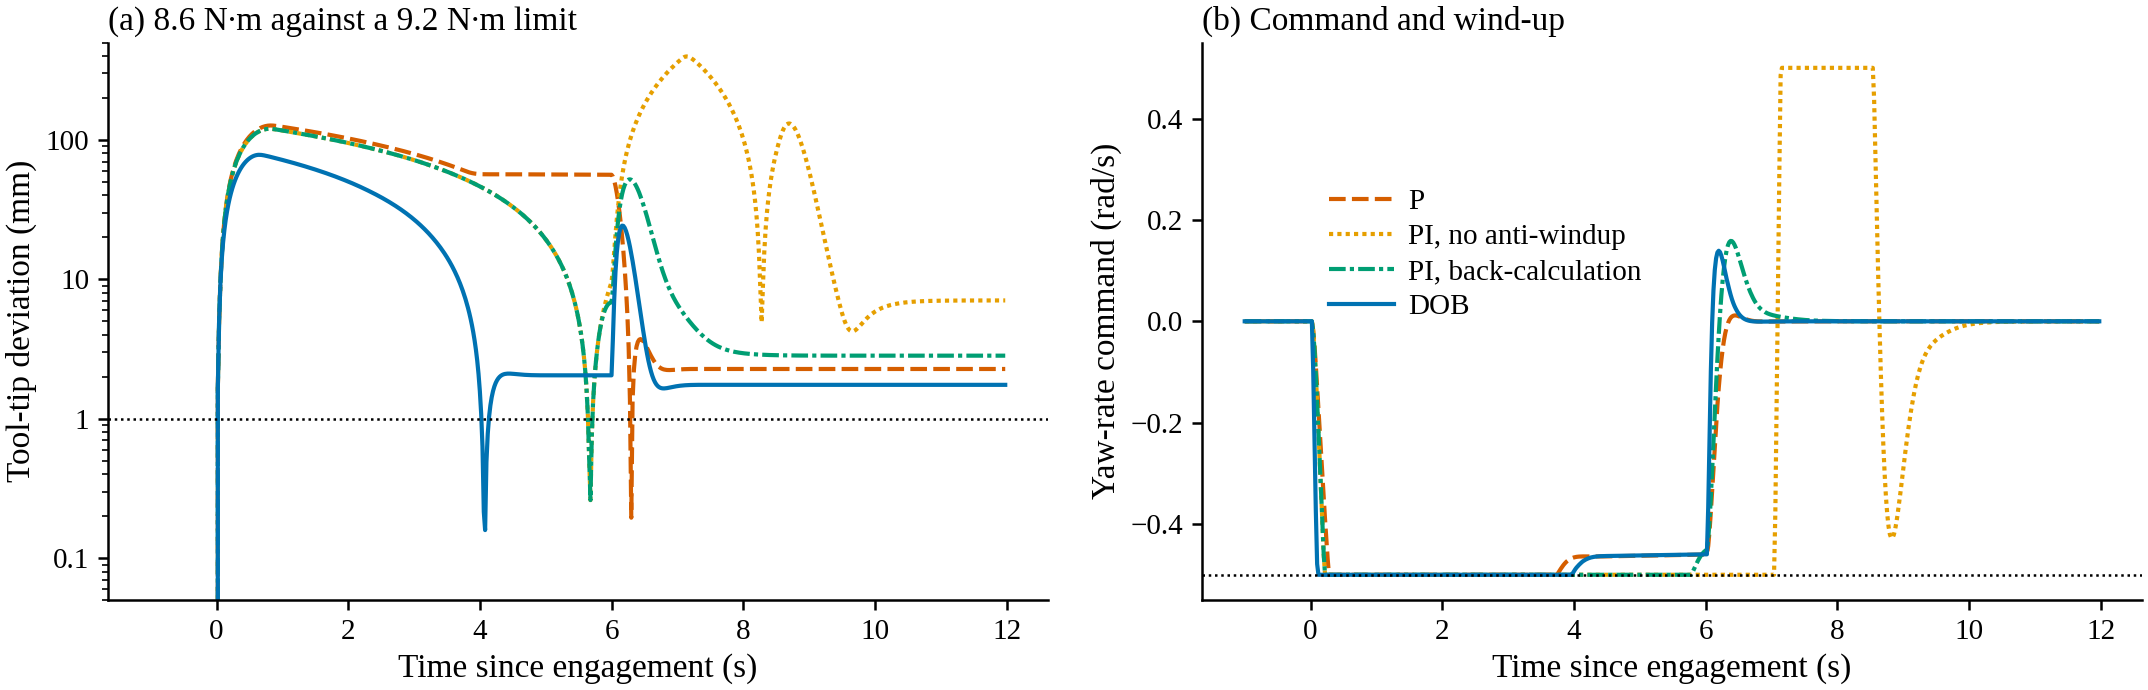 (a) 8.6 N·m against a 9.2 N·m limit
Tool-tip deviation (mm)
100
10
1
0.1
0 2 4 6 8 10 12
Time since engagement (s)
(b) Command and wind-up
Yaw-rate command (rad/s)
0.4
0.2
0.0
−0.2
−0.4
P
PI, no anti-windup
PI, back-calculation
DOB
0 2 4 6 8 10 12
Time since engagement (s)